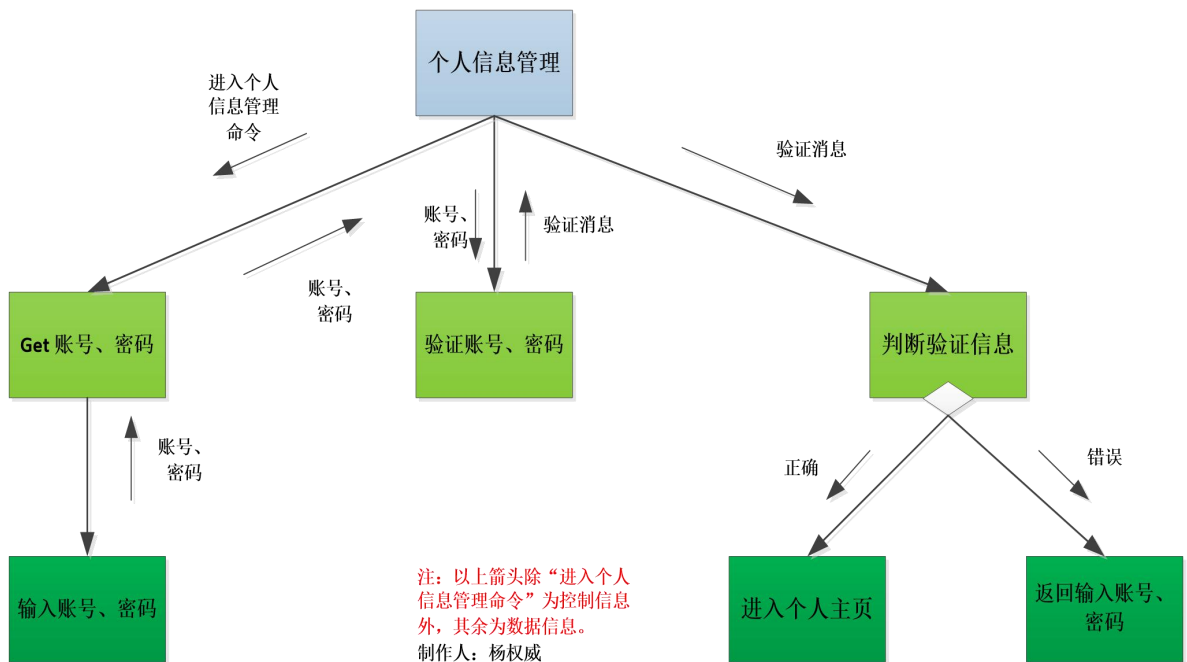 个人信息管理
进入个人
信息管理
命令
验证消息
账号、
密码
验证消息
账号、
密码
Get 账号、密码
验证账号、密码
判断验证信息
账号、
密码
正确
错误
输入账号、密码
注：以上箭头除“进入个人
信息管理命令”为控制信息
外，其余为数据信息。
制作人：杨权威
进入个人主页
返回输入账号、
密码